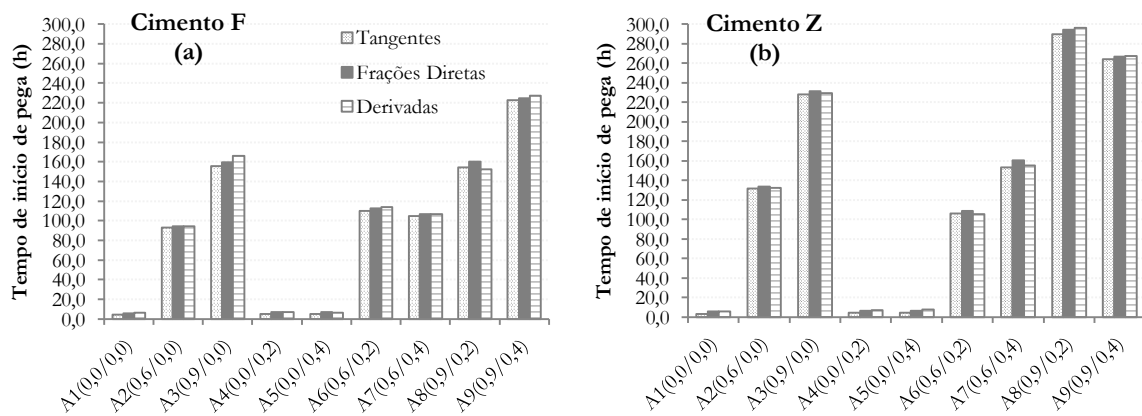 Cimento F
(a)
Tempo de início de pega (h)
300,0
280,0
260,0
240,0
220,0
200,0
180,0
160,0
140,0
120,0
100,0
80,0
60,0
40,0
20,0
0,0
Tangentes
Frações Diretas
Derivadas
A1(0,0/0,0)
A2(0,6/0,0)
A3(0,9/0,0)
A4(0,0/0,2)
A5(0,0/0,4)
A6(0,6/0,2)
A7(0,6/0,4)
A8(0,9/0,2)
A9(0,9/0,4)
Cimento Z
(b)
Tempo de início de pega (h)
300,0
280,0
260,0
240,0
220,0
200,0
180,0
160,0
140,0
120,0
100,0
80,0
60,0
40,0
20,0
0,0
A1(0,0/0,0)
A2(0,6/0,0)
A3(0,9/0,0)
A4(0,0/0,2)
A5(0,0/0,4)
A6(0,6/0,2)
A7(0,6/0,4)
A8(0,9/0,2)
A9(0,9/0,4)